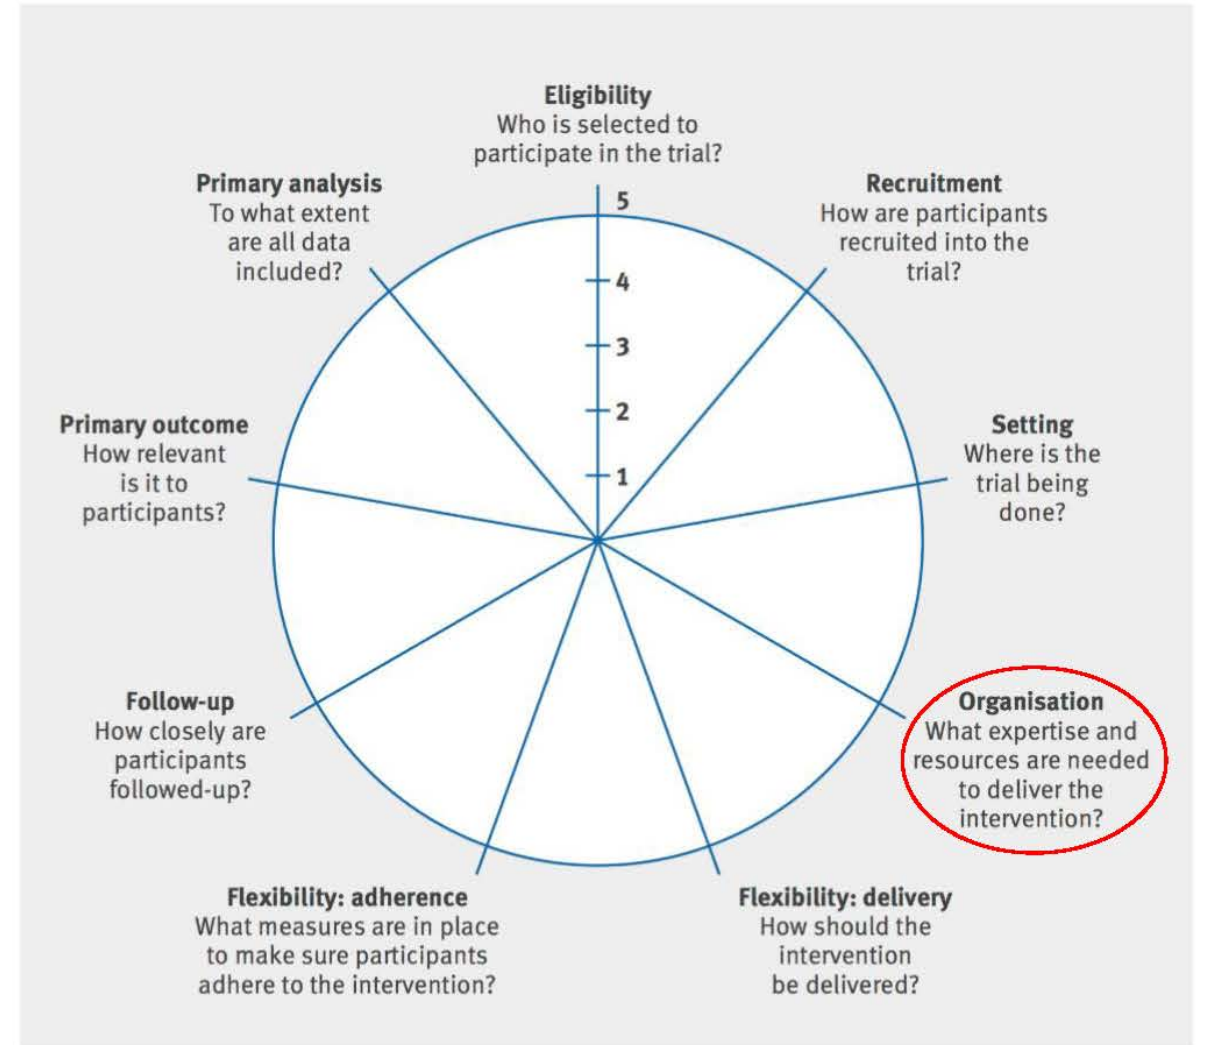 Eligibility
Who is selected to
participate in the trial?
Recruitment
How are participants
recruited into the
trial?
Setting
Where is the
trial being
done?
Organisation
What expertise and
resources are needed
to deliver the
intervention?
Flexibility: delivery
How should the
intervention
be delivered?
Flexibility: adherence
What measures are in place
to make sure participants
adhere to the intervention?
Follow-up
How closely are
participants
followed-up?
Primary outcome
How relevant
is it to
participants?
Primary analysis
To what extent
are all data
included?
5
4
3
2
1